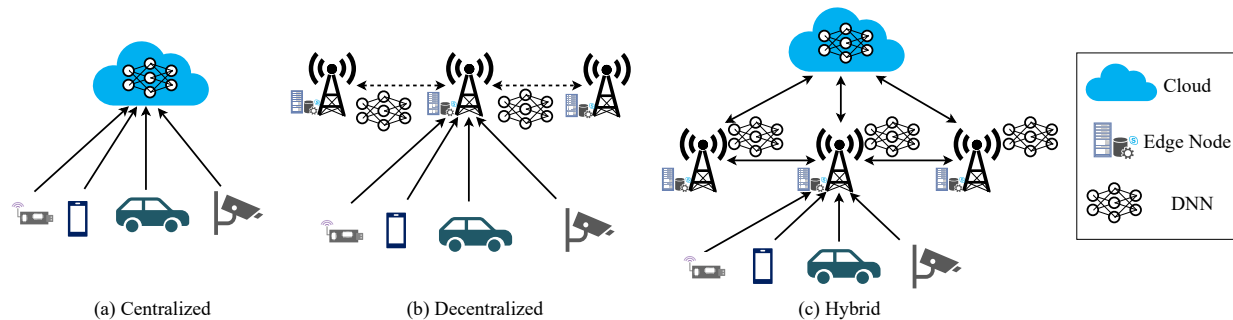 Cloud
Edge Node
DNN
(a) Centralized
(b) Decentralized
(c) Hybrid